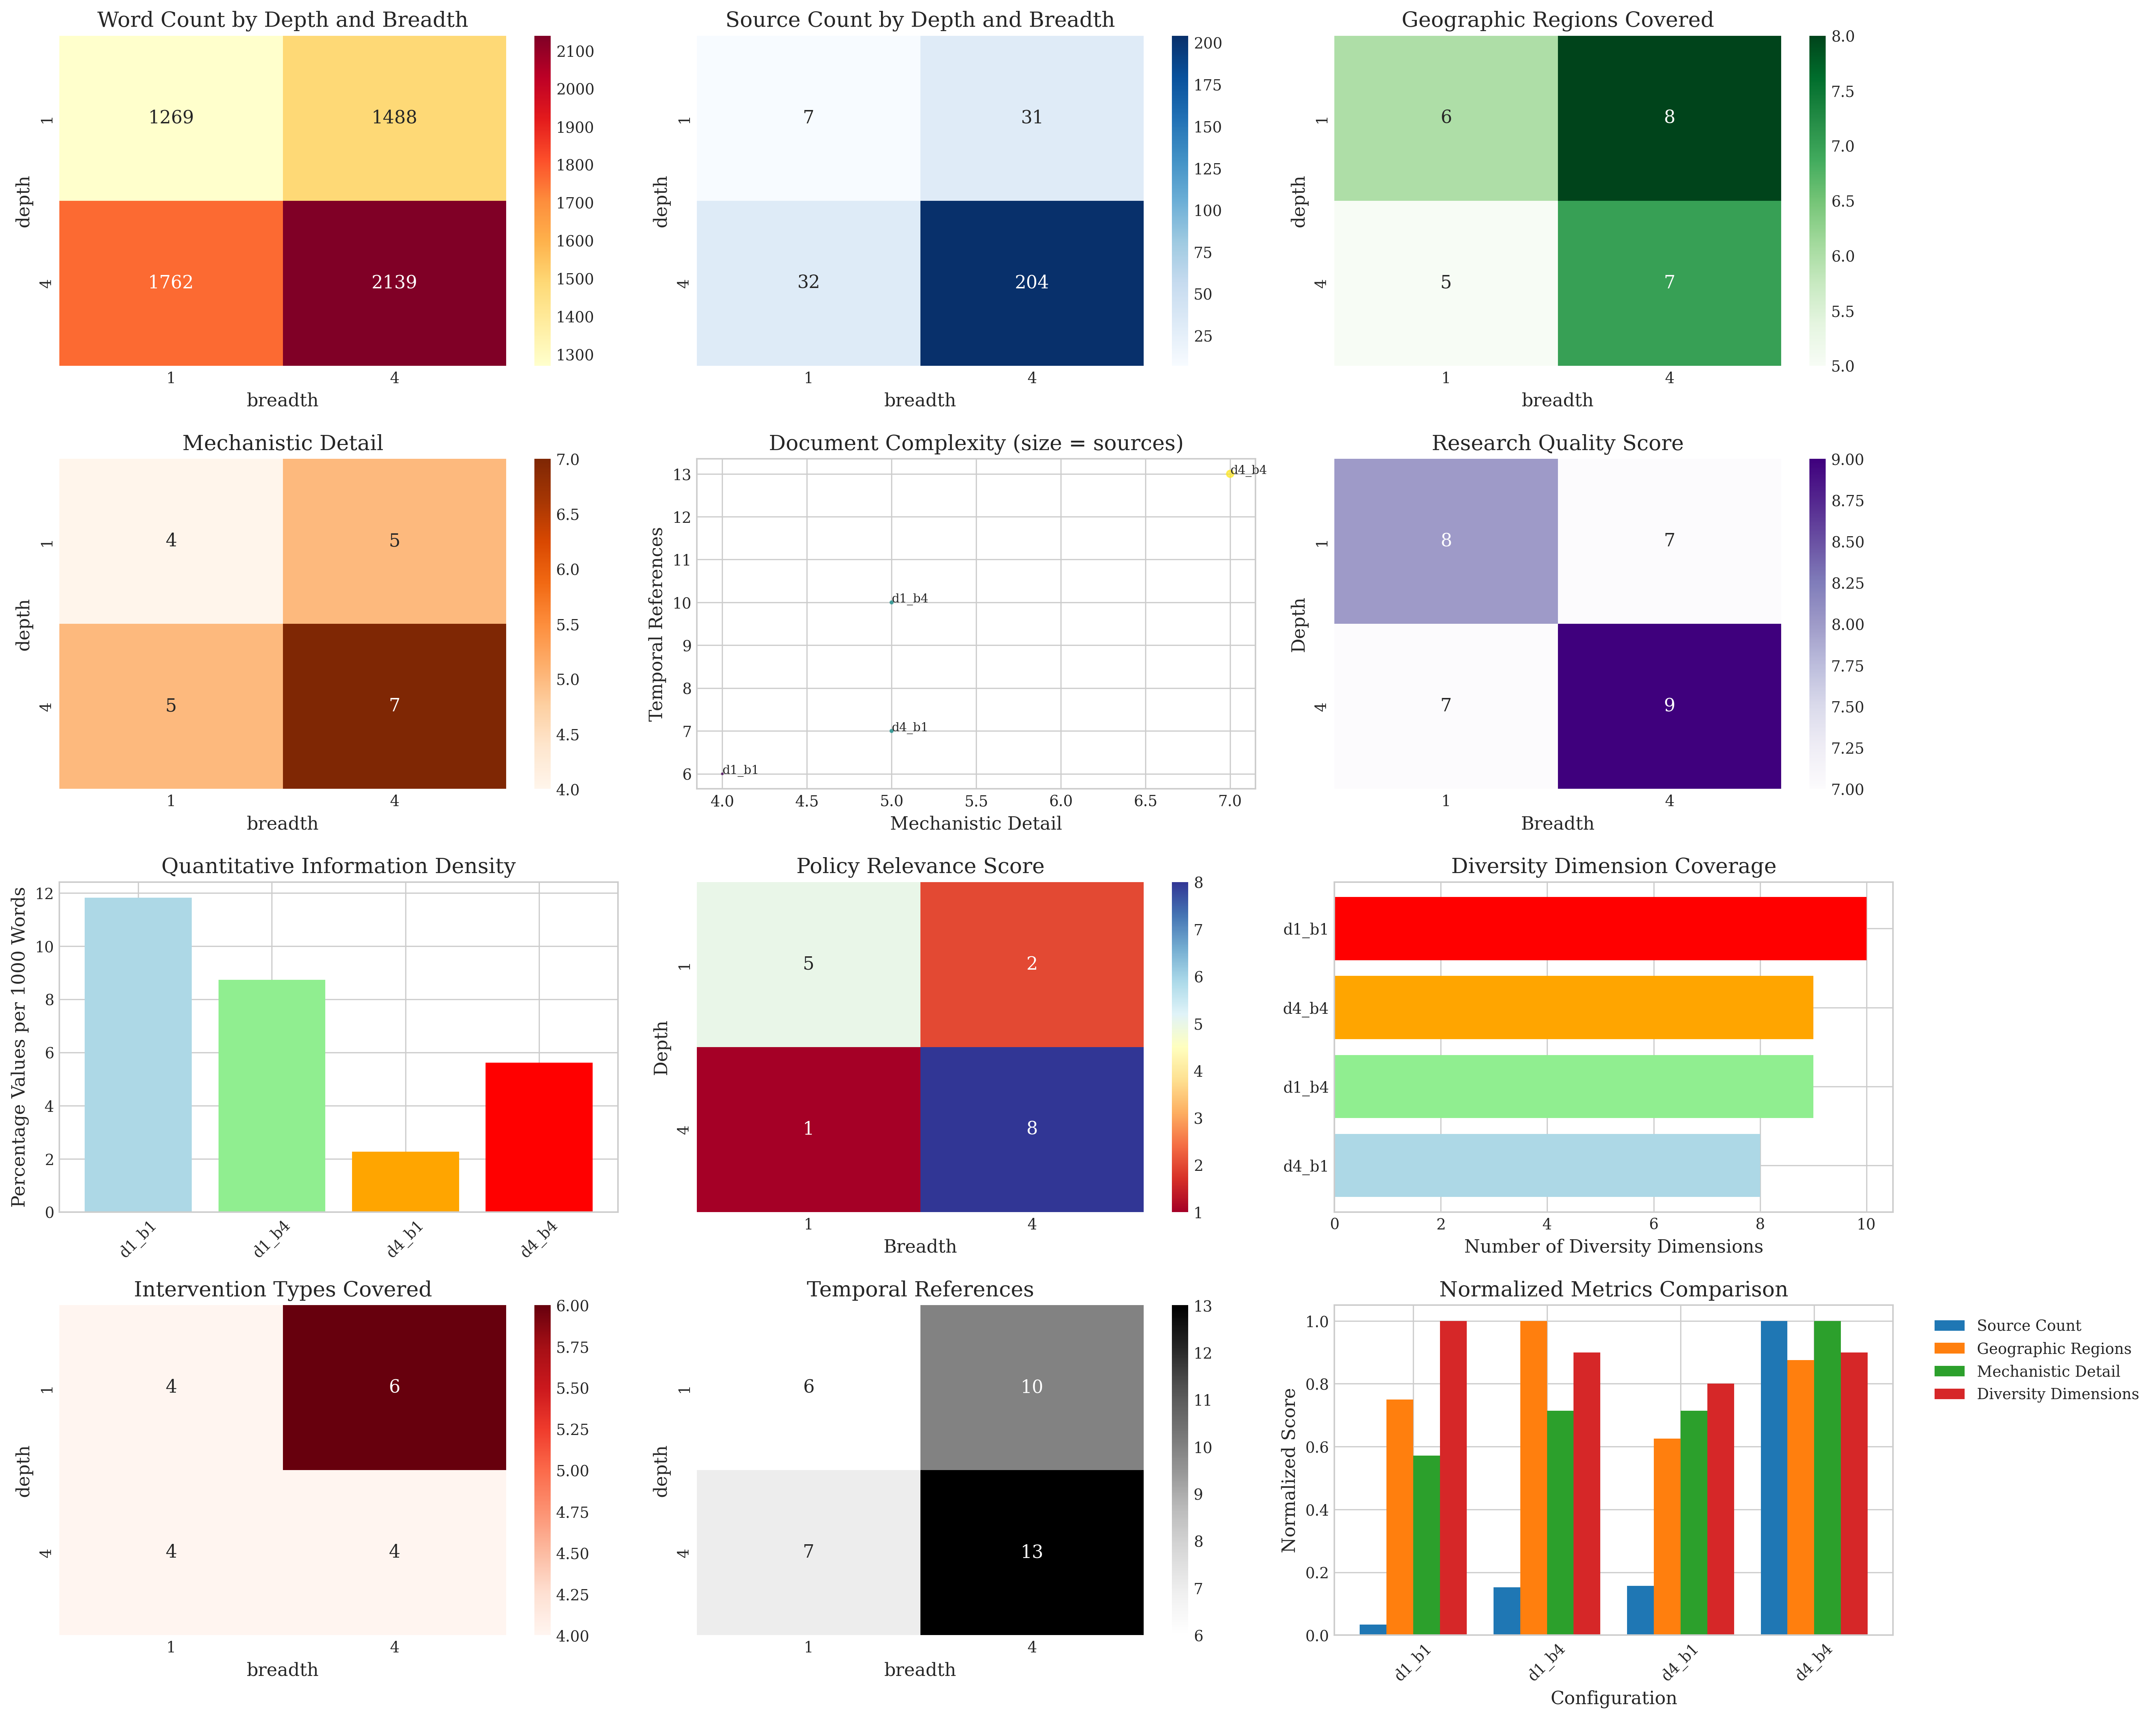 Word Count by Depth and Breadth
1269 1488
1762 2139
1
4
depth
1 4
breadth
2100
2000
1900
1800
1700
1600
1500
1400
1300
Source Count by Depth and Breadth
7 31
32 204
1
4
depth
1 4
breadth
200
175
150
125
100
75
50
25
Geographic Regions Covered
6 8
5 7
1
4
depth
1 4
breadth
8.0
7.5
7.0
6.5
6.0
5.5
5.0
Mechanistic Detail
4 5
5 7
1
4
depth
1 4
breadth
7.0
6.5
6.0
5.5
5.0
4.5
4.0
Document Complexity (size = sources)
13
12
11
10
9
8
7
6
Temporal References
d4_b4
d1_b4
d4_b1
d1_b1
4.0 4.5 5.0 5.5 6.0 6.5 7.0
Mechanistic Detail
Research Quality Score
8 7
7 9
1
4
Depth
1 4
Breadth
9.00
8.75
8.50
8.25
8.00
7.75
7.50
7.25
7.00
Quantitative Information Density
12
10
8
6
4
2
0
Percentage Values per 1000 Words
d1_b1 d1_b4 d4_b1 d4_b4
Policy Relevance Score
5 2
1 8
1
4
Depth
1 4
Breadth
8
7
6
5
4
3
2
1
Diversity Dimension Coverage
d1_b1
d4_b4
d1_b4
d4_b1
0 2 4 6 8 10
Number of Diversity Dimensions
Intervention Types Covered
4 6
4 4
1
4
depth
1 4
breadth
6.00
5.75
5.50
5.25
5.00
4.75
4.50
4.25
4.00
Temporal References
6 10
7 13
1
4
depth
1 4
breadth
13
12
11
10
9
8
7
6
Normalized Metrics Comparison
1.0
0.8
0.6
0.4
0.2
0.0
Normalized Score
d1_b1 d1_b4 d4_b1 d4_b4
Configuration
Source Count
Geographic Regions
Mechanistic Detail
Diversity Dimensions